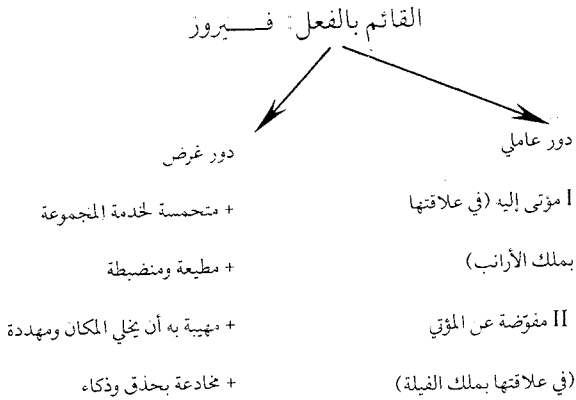 القائم بالفعل: فـــيروز
دور عاملي
دور غرض
I مؤتى إليه (في علاقتها
+ متحمسة لخدمة المجموعة
بملك الأرانب)
+ مطيعة ومنضبطة
II مفوّضة عن المؤتي
+ مهيبة به أن يخلي المكان ومهددة
(في علاقتها بملك الفيلة)
+ مخادعة بحذق وذكاء